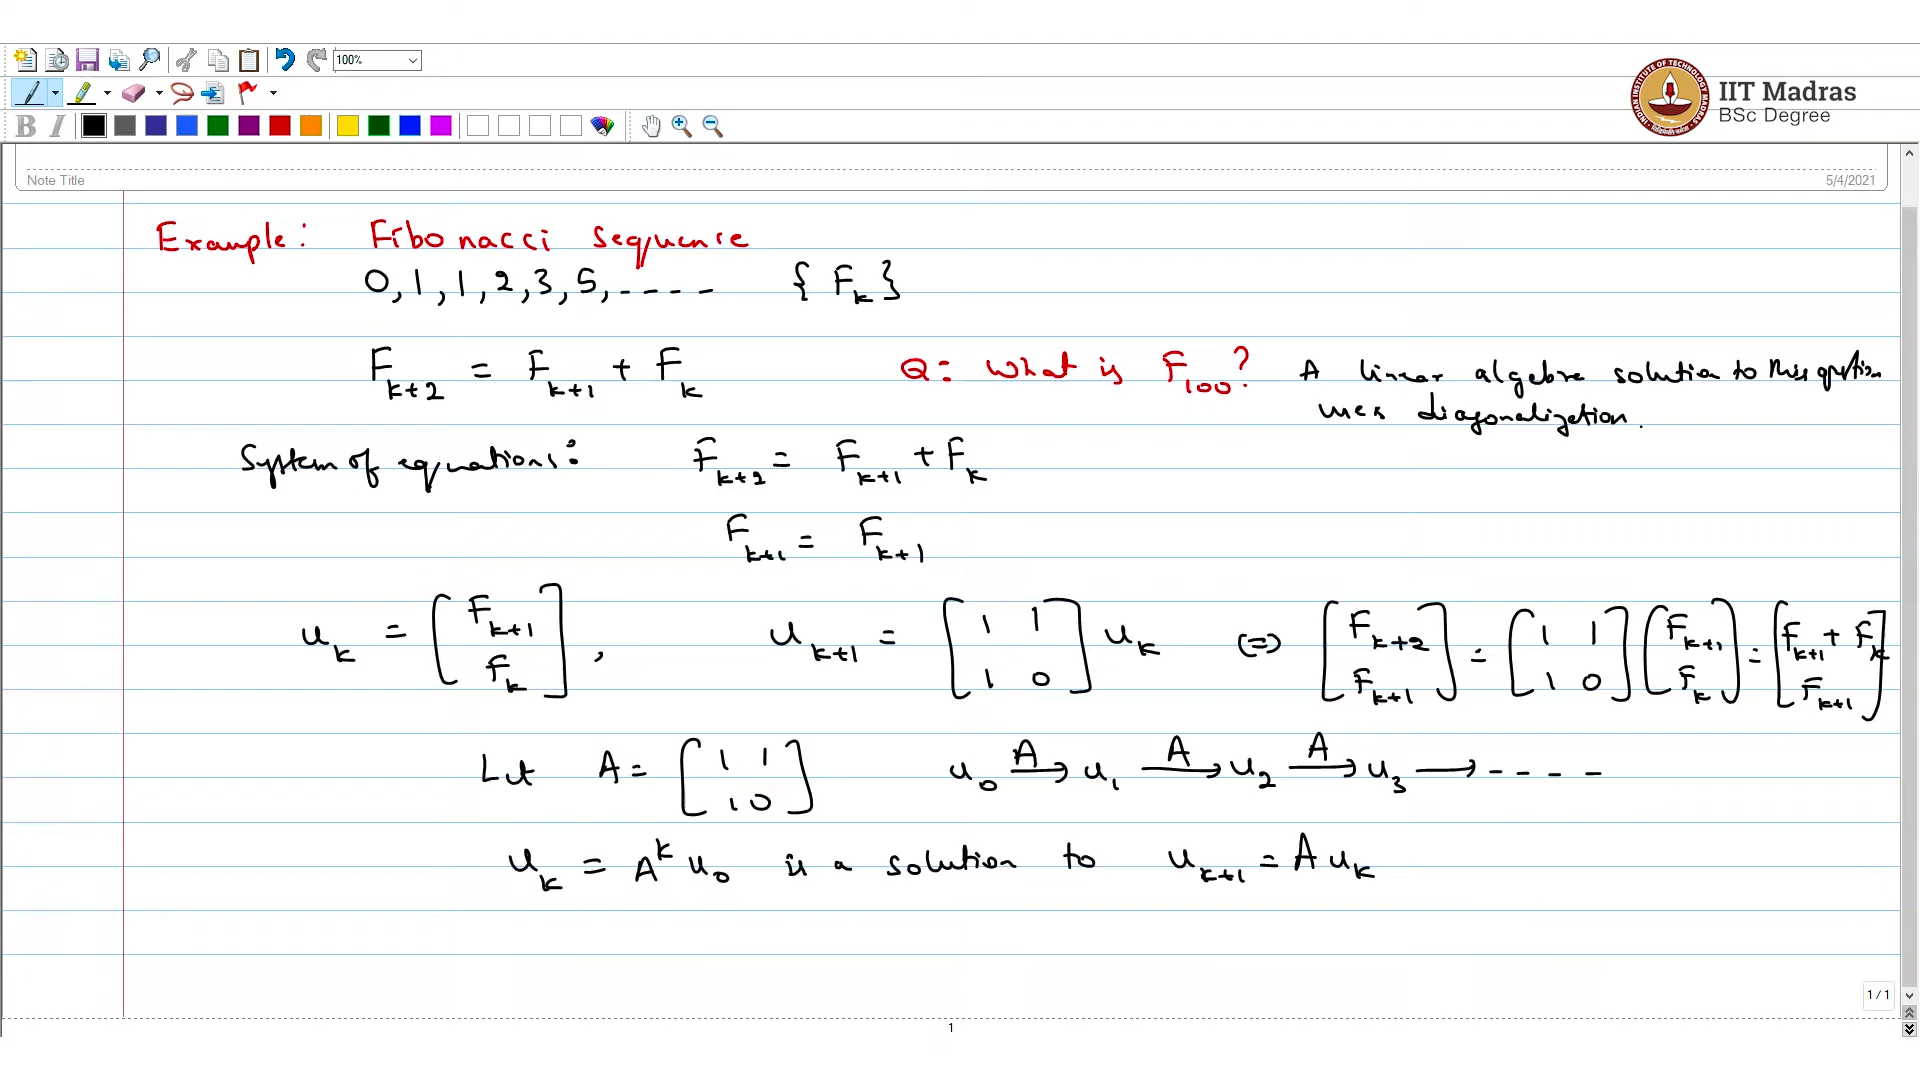 100%
B I
IIT Madras
BSc Degree
Note Title
5/4/2021
Example: Fibonacci sequence
0, 1, 1, 2, 3, 5, - - - - { F_k }
F_{k+2} = F_{k+1} + F_k
Q: What is F_{100}?
A linear algebra solution to this question
uses diagonalization.
System of equations: F_{k+2} = F_{k+1} + F_k
F_{k+1} = F_{k+1}
u_k = [ F_{k+1} ; F_k ] , u_{k+1} = [ 1 1 ; 1 0 ] u_k (=) [ F_{k+2} ; F_{k+1} ] = [ 1 1 ; 1 0 ] [ F_{k+1} ; F_k ] = [ F_{k+1} + F_k ; F_{k+1} ]
Let A = [ 1 1 ; 1 0 ] u_0 →^A u_1 →^A u_2 →^A u_3 → - - - -
u_k = A^k u_0 is a solution to u_{k+1} = A u_k
1 / 1
1